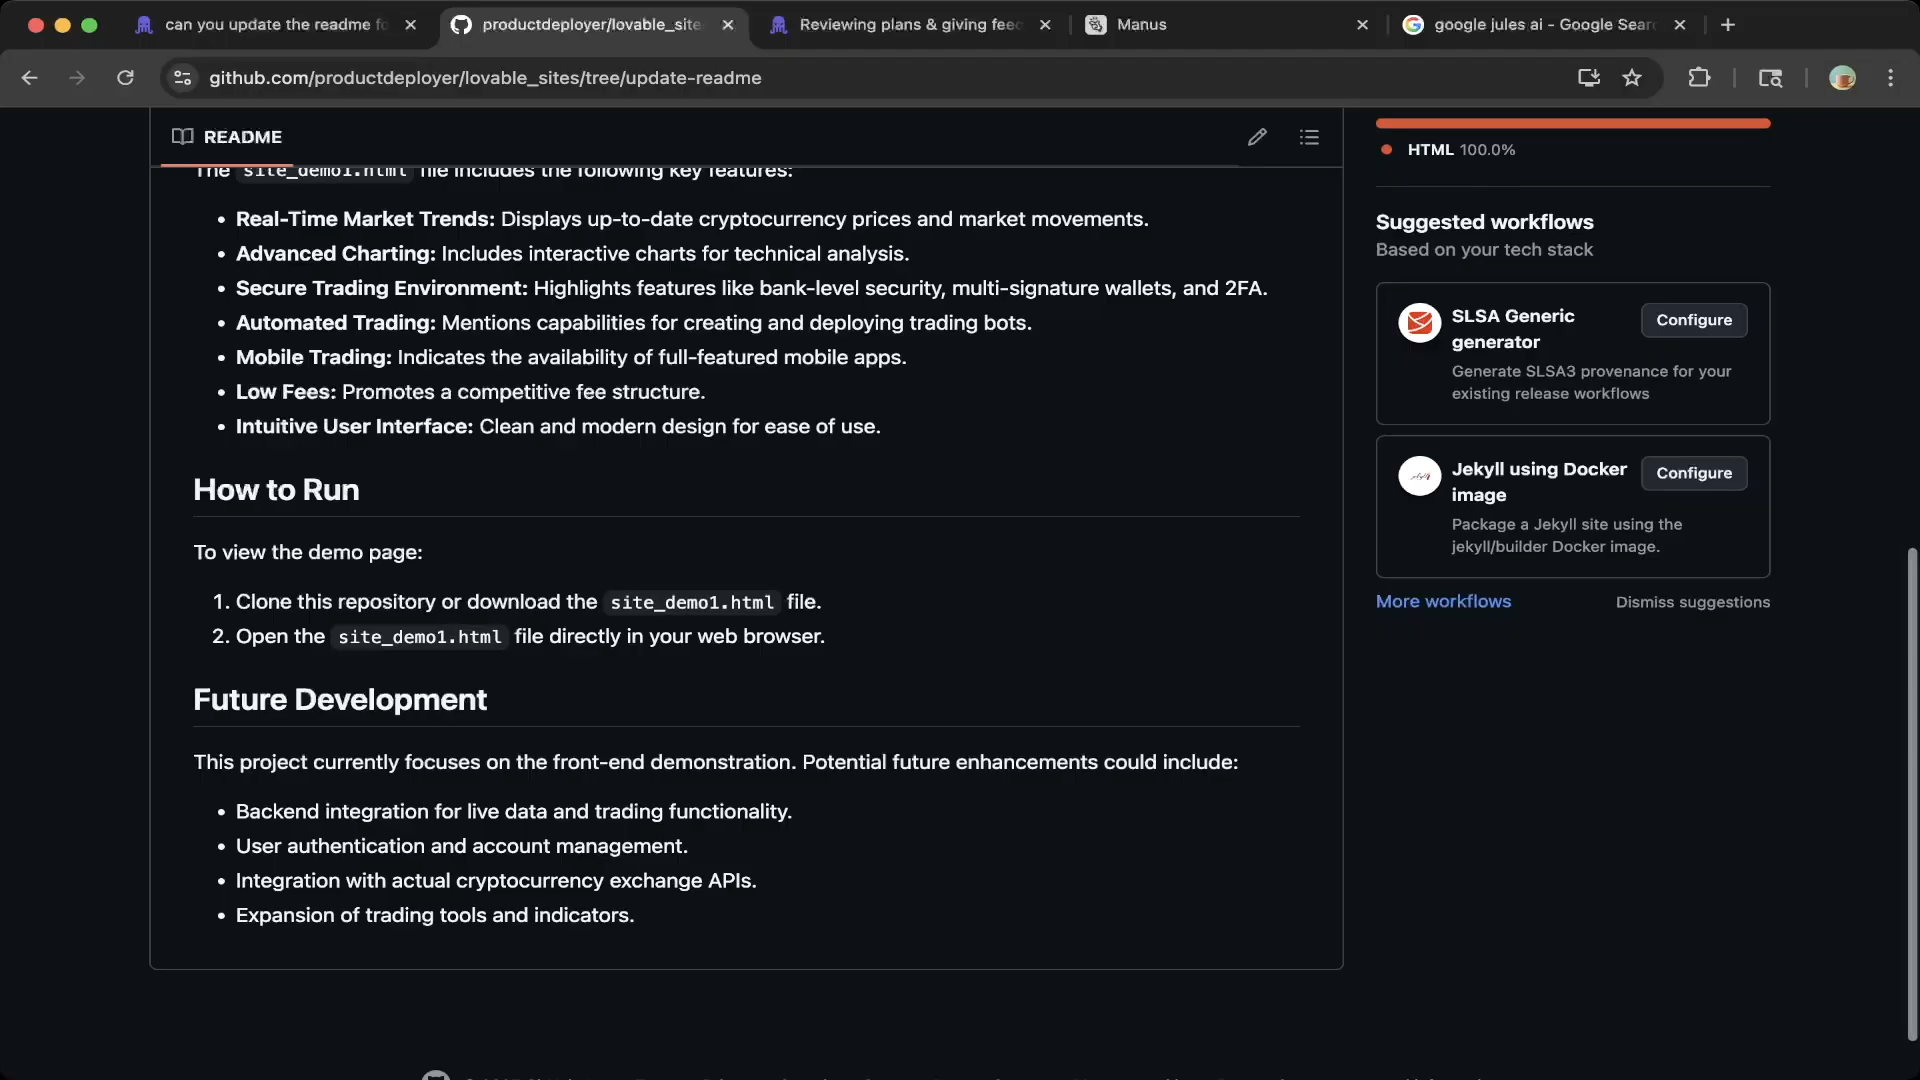 can you update the readme fo
productdeployer/lovable_site
Reviewing plans & giving feed
Manus
google jules ai - Google Sear
github.com/productdeployer/lovable_sites/tree/update-readme
README
The site_demo1.html file includes the following key features:
• Real-Time Market Trends: Displays up-to-date cryptocurrency prices and market movements.
• Advanced Charting: Includes interactive charts for technical analysis.
• Secure Trading Environment: Highlights features like bank-level security, multi-signature wallets, and 2FA.
• Automated Trading: Mentions capabilities for creating and deploying trading bots.
• Mobile Trading: Indicates the availability of full-featured mobile apps.
• Low Fees: Promotes a competitive fee structure.
• Intuitive User Interface: Clean and modern design for ease of use.
How to Run
To view the demo page:
1. Clone this repository or download the site_demo1.html file.
2. Open the site_demo1.html file directly in your web browser.
Future Development
This project currently focuses on the front-end demonstration. Potential future enhancements could include:
• Backend integration for live data and trading functionality.
• User authentication and account management.
• Integration with actual cryptocurrency exchange APIs.
• Expansion of trading tools and indicators.
HTML 100.0%
Suggested workflows
Based on your tech stack
SLSA Generic
generator
Configure
Generate SLSA3 provenance for your
existing release workflows
Jekyll using Docker
image
Configure
Package a Jekyll site using the
jekyll/builder Docker image.
More workflows
Dismiss suggestions